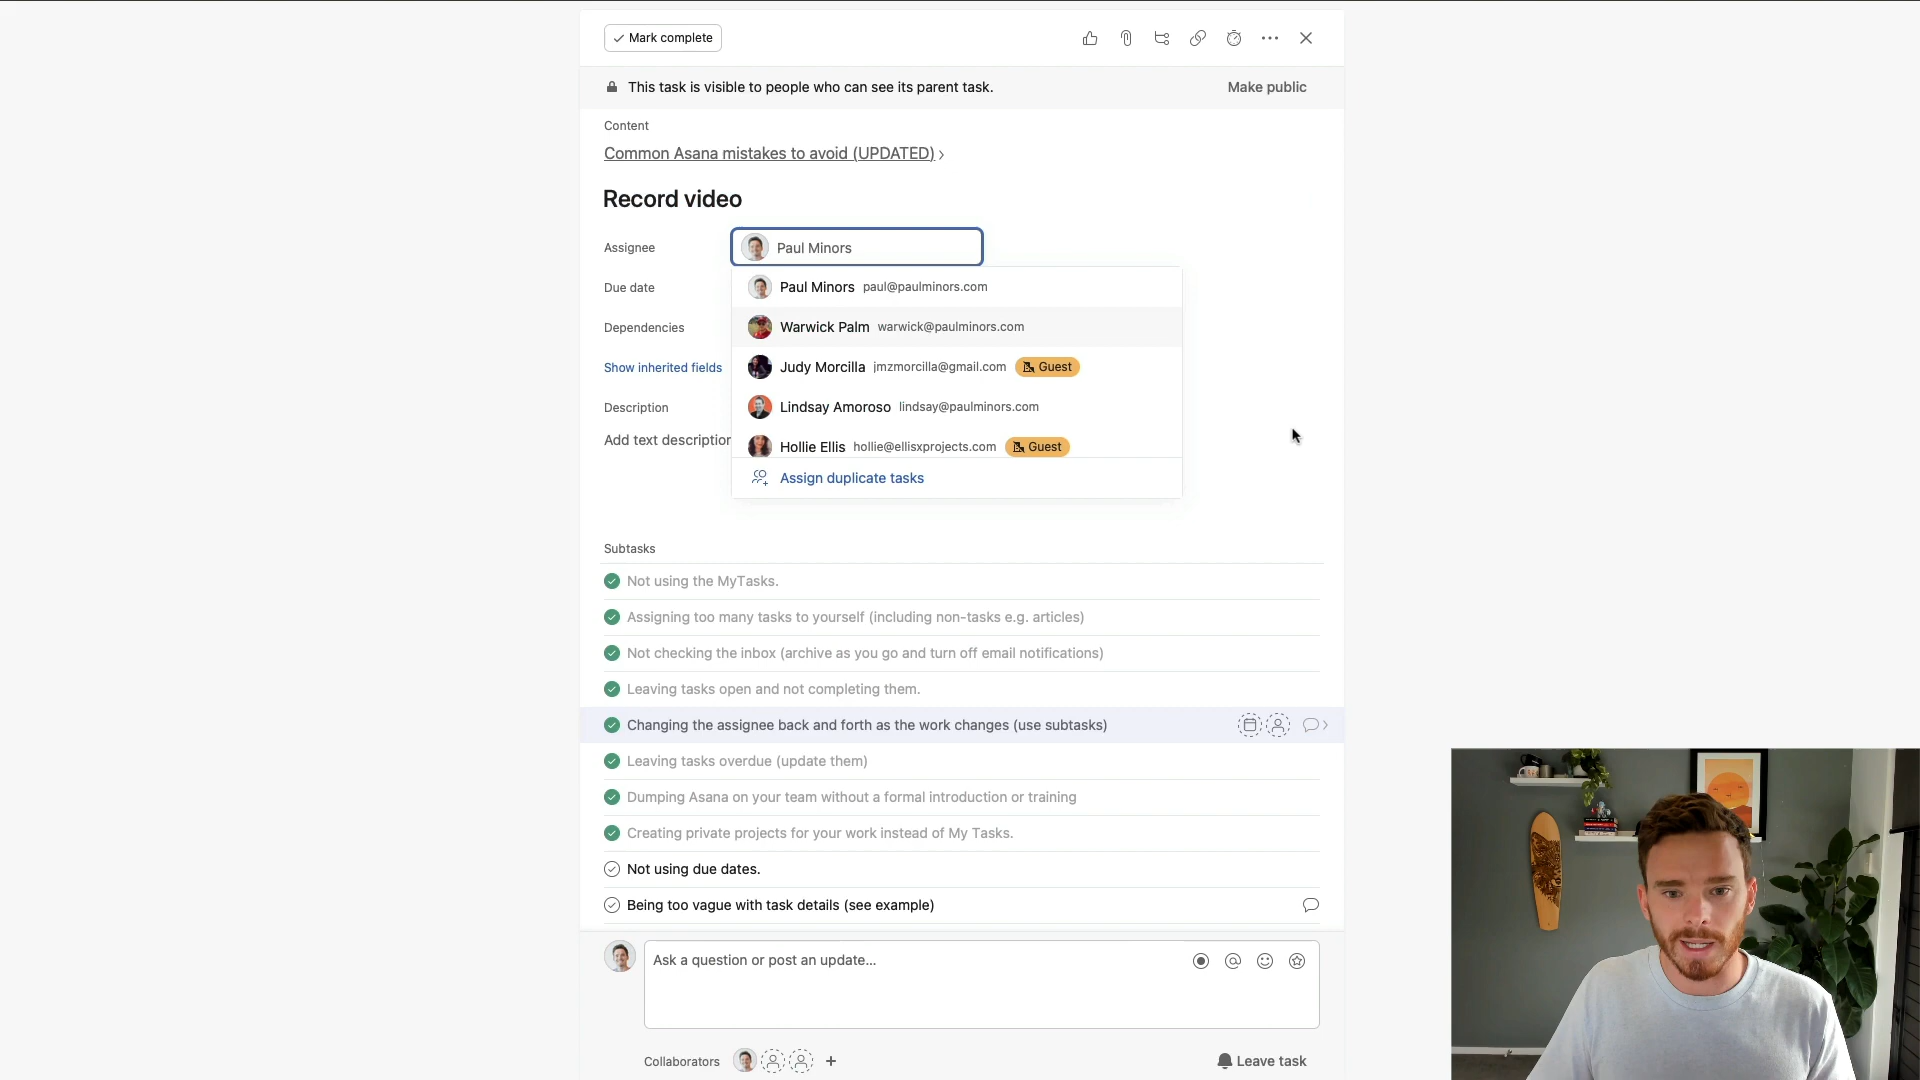 Mark complete
This task is visible to people who can see its parent task.
Make public
Content
Common Asana mistakes to avoid (UPDATED)
Record video
Assignee
Paul Minors
Due date
Paul Minors paul@paulminors.com
Dependencies
Warwick Palm warwick@paulminors.com
Show inherited fields
Judy Morcilla jmzmorcilla@gmail.com Guest
Description
Lindsay Amoroso lindsay@paulminors.com
Add text description
Hollie Ellis hollie@ellisxprojects.com Guest
Assign duplicate tasks
Subtasks
Not using the MyTasks.
Assigning too many tasks to yourself (including non-tasks e.g. articles)
Not checking the inbox (archive as you go and turn off email notifications)
Leaving tasks open and not completing them.
Changing the assignee back and forth as the work changes (use subtasks)
Leaving tasks overdue (update them)
Dumping Asana on your team without a formal introduction or training
Creating private projects for your work instead of My Tasks.
Not using due dates.
Being too vague with task details (see example)
Ask a question or post an update...
Collaborators
Leave task